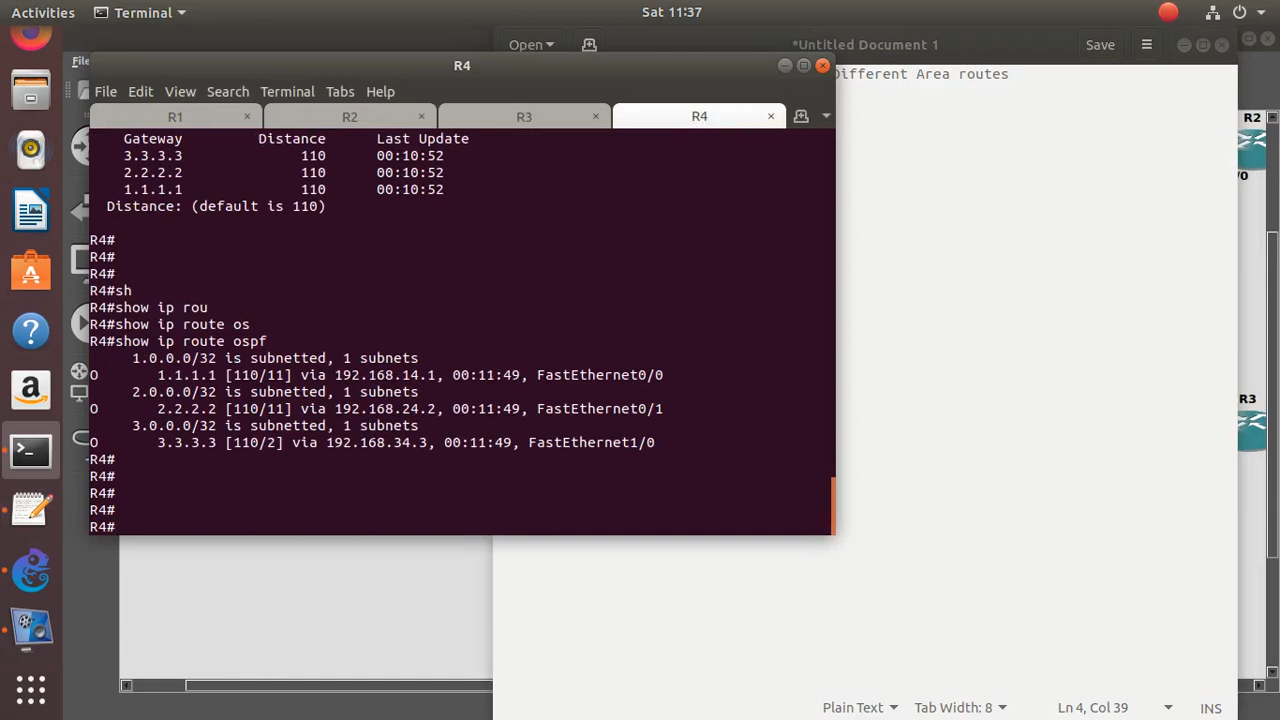 Activities Terminal Sat 11:37
File
Open *Untitled Document 1 Save
R4
File Edit View Search Terminal Tabs Help
Different Area routes
R1 × R2 × R3 × R4 ×
R2
Gateway Distance Last Update
3.3.3.3 110 00:10:52
2.2.2.2 110 00:10:52
/0
1.1.1.1 110 00:10:52
Distance: (default is 110)
R4#
R4#
R4#
R4#sh
R4#show ip rou
R4#show ip route os
R4#show ip route ospf
1.0.0.0/32 is subnetted, 1 subnets
O 1.1.1.1 [110/11] via 192.168.14.1, 00:11:49, FastEthernet0/0
2.0.0.0/32 is subnetted, 1 subnets
R3
O 2.2.2.2 [110/11] via 192.168.24.2, 00:11:49, FastEthernet0/1
3.0.0.0/32 is subnetted, 1 subnets
O 3.3.3.3 [110/2] via 192.168.34.3, 00:11:49, FastEthernet1/0
R4#
R4#
R4#
R4#
R4#
Plain Text Tab Width: 8 Ln 4, Col 39 INS